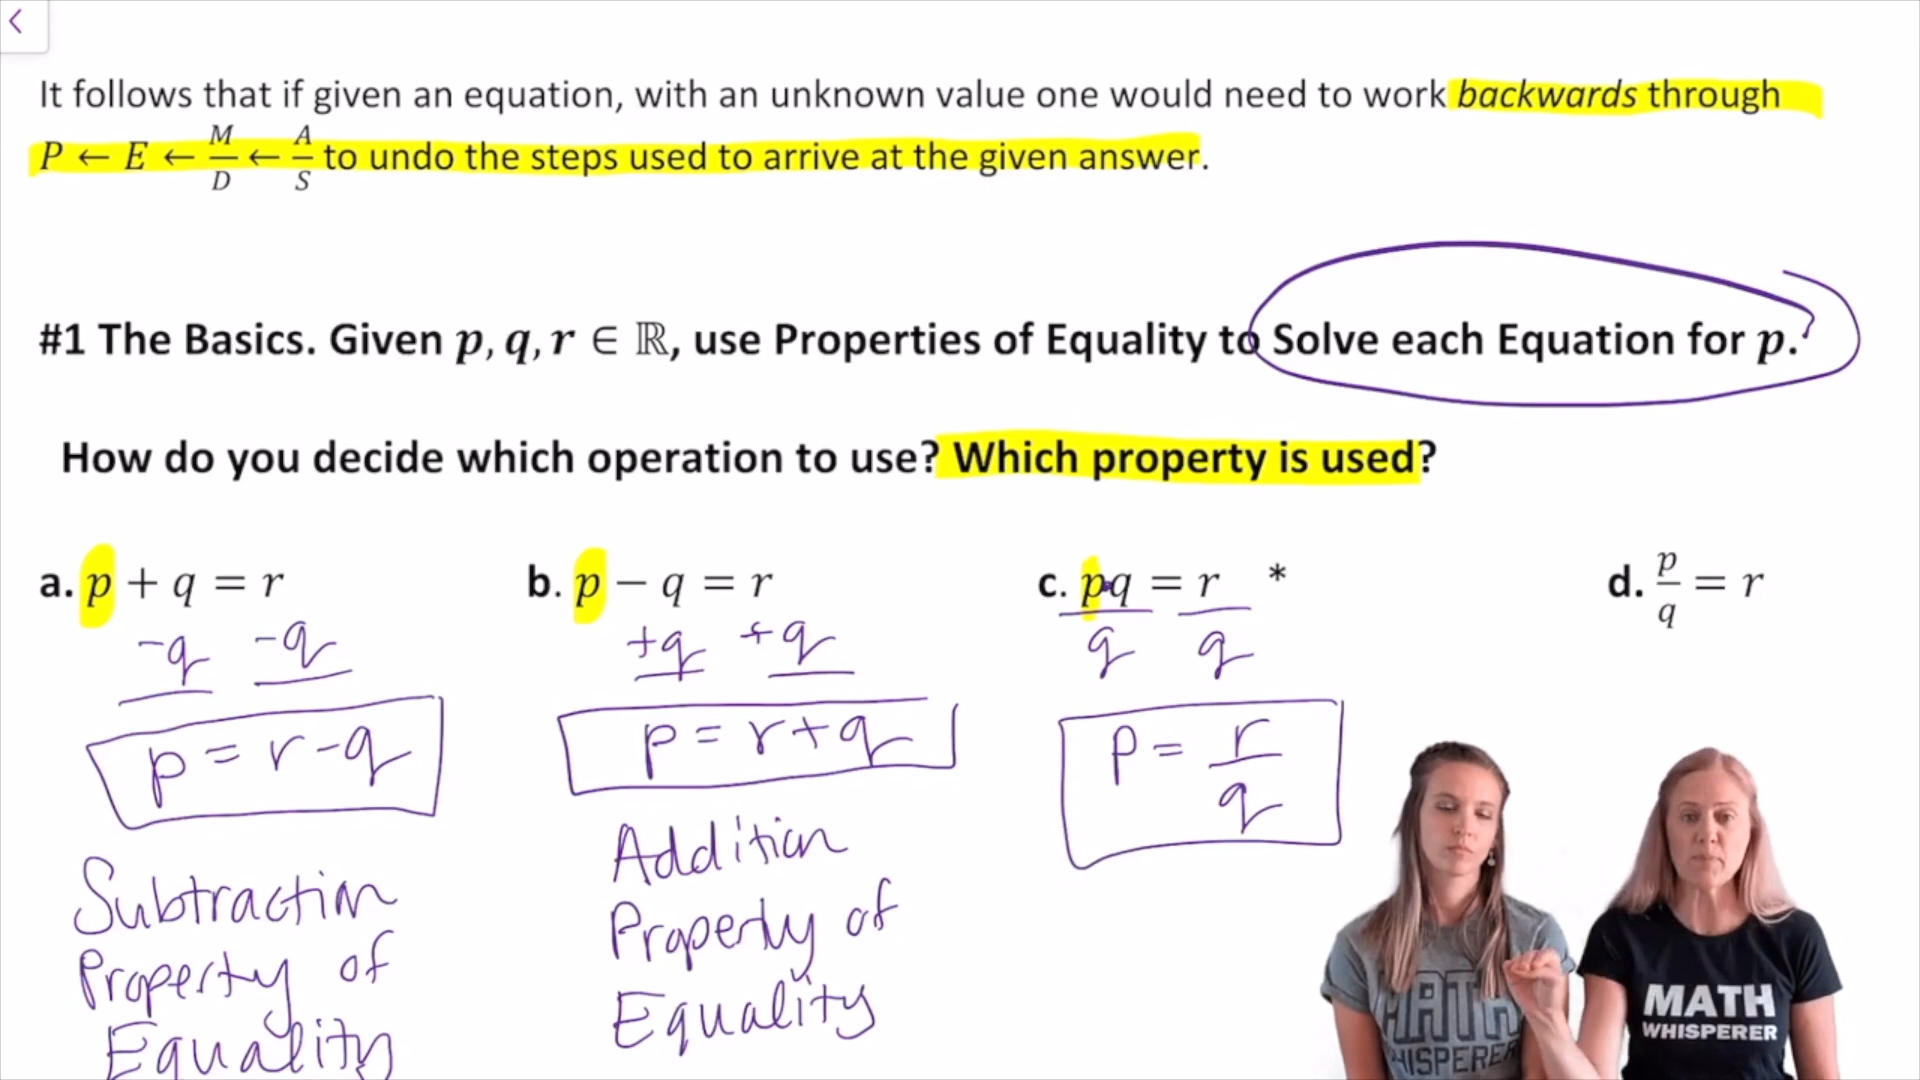 It follows that if given an equation, with an unknown value one would need to work backwards through
P ← E ← M/D ← A/S to undo the steps used to arrive at the given answer.
#1 The Basics. Given p, q, r ∈ ℝ, use Properties of Equality to Solve each Equation for p.
How do you decide which operation to use? Which property is used?
a. p + q = r
-q -q
p = r - q
Subtraction
Property of
Equality
b. p − q = r
+q +q
p = r + q
Addition
Property of
Equality
c. pq = r *
q q
p = r/q
d. p/q = r
MATH
WHISPERER
MATH
WHISPERER